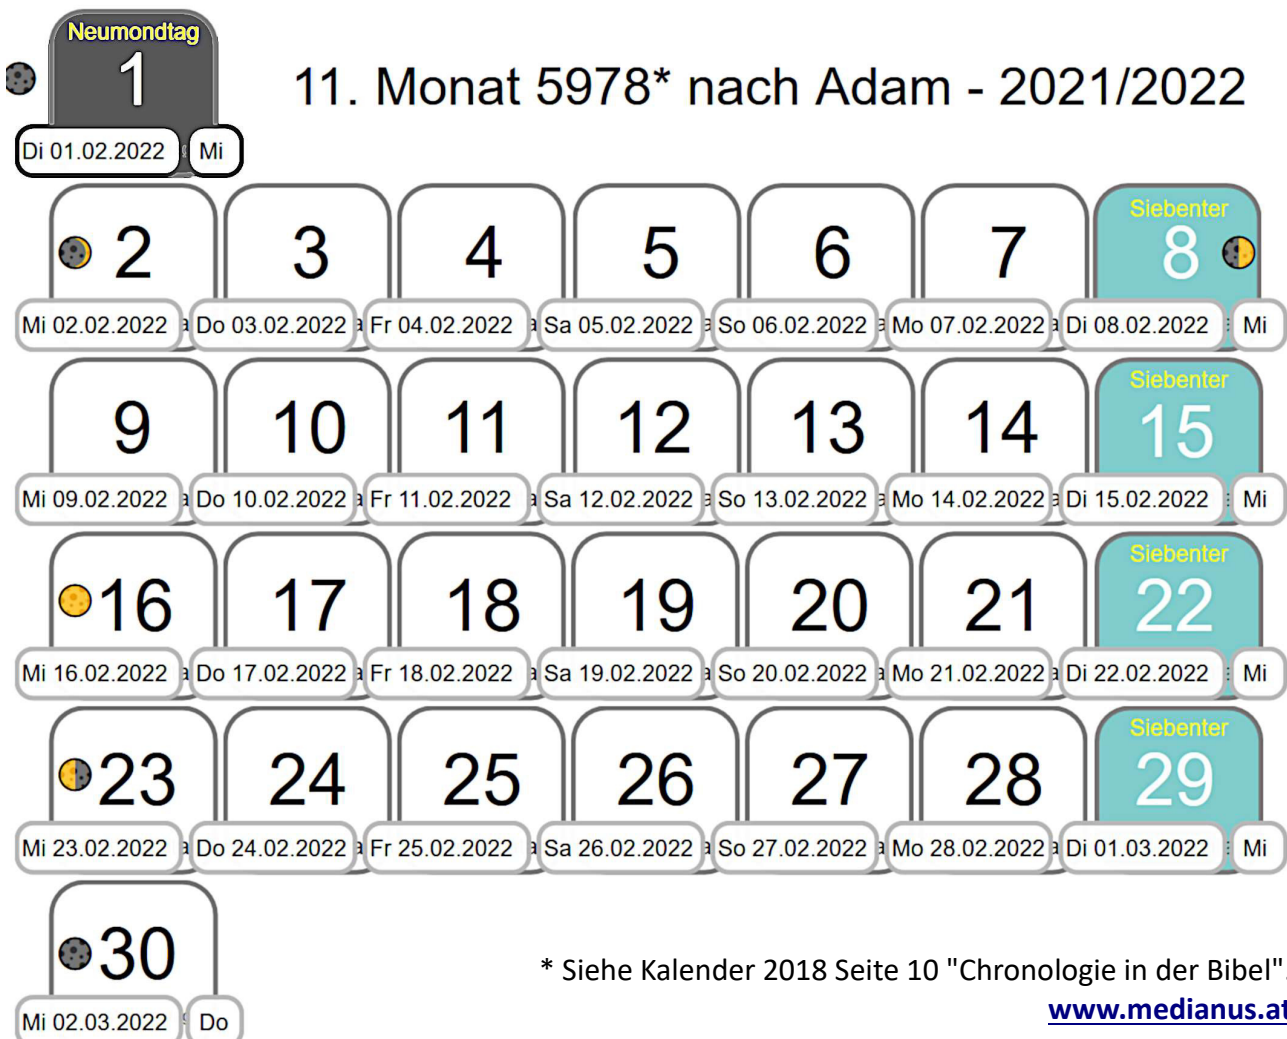 Neumondtag
1
11. Monat 5978* nach Adam - 2021/2022
Di 01.02.2022 Mi
Siebenter
2 3 4 5 6 7 8
Mi 02.02.2022 Do 03.02.2022 Fr 04.02.2022 Sa 05.02.2022 So 06.02.2022 Mo 07.02.2022 Di 08.02.2022 Mi
Siebenter
9 10 11 12 13 14 15
Mi 09.02.2022 Do 10.02.2022 Fr 11.02.2022 Sa 12.02.2022 So 13.02.2022 Mo 14.02.2022 Di 15.02.2022 Mi
Siebenter
16 17 18 19 20 21 22
Mi 16.02.2022 Do 17.02.2022 Fr 18.02.2022 Sa 19.02.2022 So 20.02.2022 Mo 21.02.2022 Di 22.02.2022 Mi
Siebenter
23 24 25 26 27 28 29
Mi 23.02.2022 Do 24.02.2022 Fr 25.02.2022 Sa 26.02.2022 So 27.02.2022 Mo 28.02.2022 Di 01.03.2022 Mi
30
* Siehe Kalender 2018 Seite 10 "Chronologie in der Bibel".
www.medianus.at
Mi 02.03.2022 Do